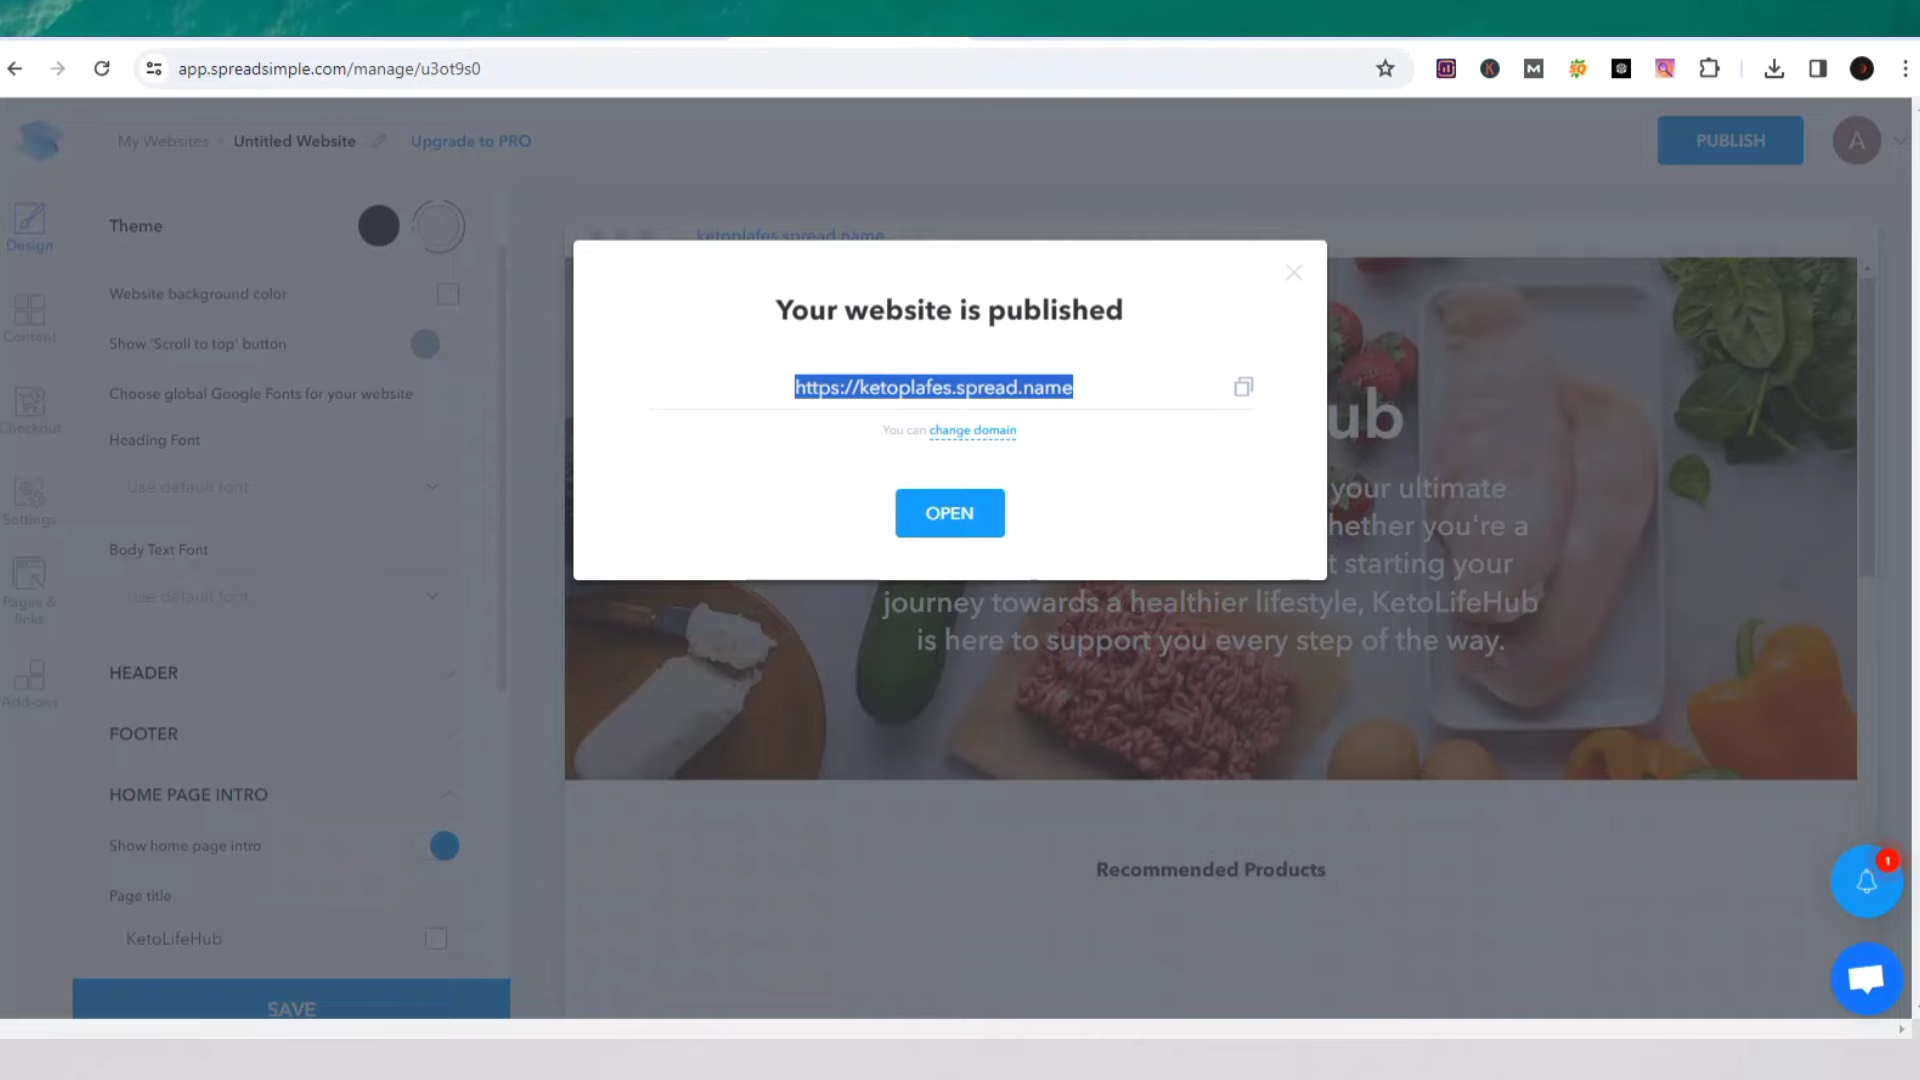 app.spreadsimple.com/manage/u3ot9s0
My Websites
Untitled Website
Upgrade to PRO
PUBLISH
A
Design
Content
Checkout
Settings
Pages &
links
Add-ons
Theme
Website background color
Show 'Scroll to top' button
Choose global Google Fonts for your website
Heading Font
Use default font
Body Text Font
Use default font
HEADER
FOOTER
HOME PAGE INTRO
Show home page intro
Page title
KetoLifeHub
SAVE
ketoplafes.spread.name
Your website is published
https://ketoplafes.spread.name
You can change domain
OPEN
ub
your ultimate
hether you're a
t starting your
journey towards a healthier lifestyle, KetoLifeHub
is here to support you every step of the way.
Recommended Products
1